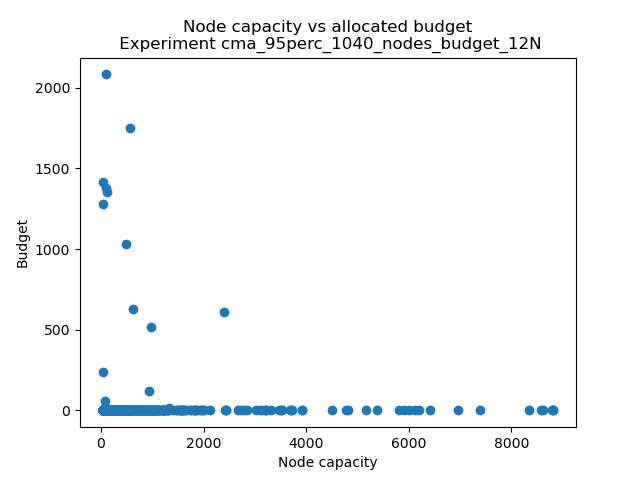 Node capacity vs allocated budget
Experiment cma_95perc_1040_nodes_budget_12N
2000
1500
1000
500
0
Budget
0 2000 4000 6000 8000
Node capacity